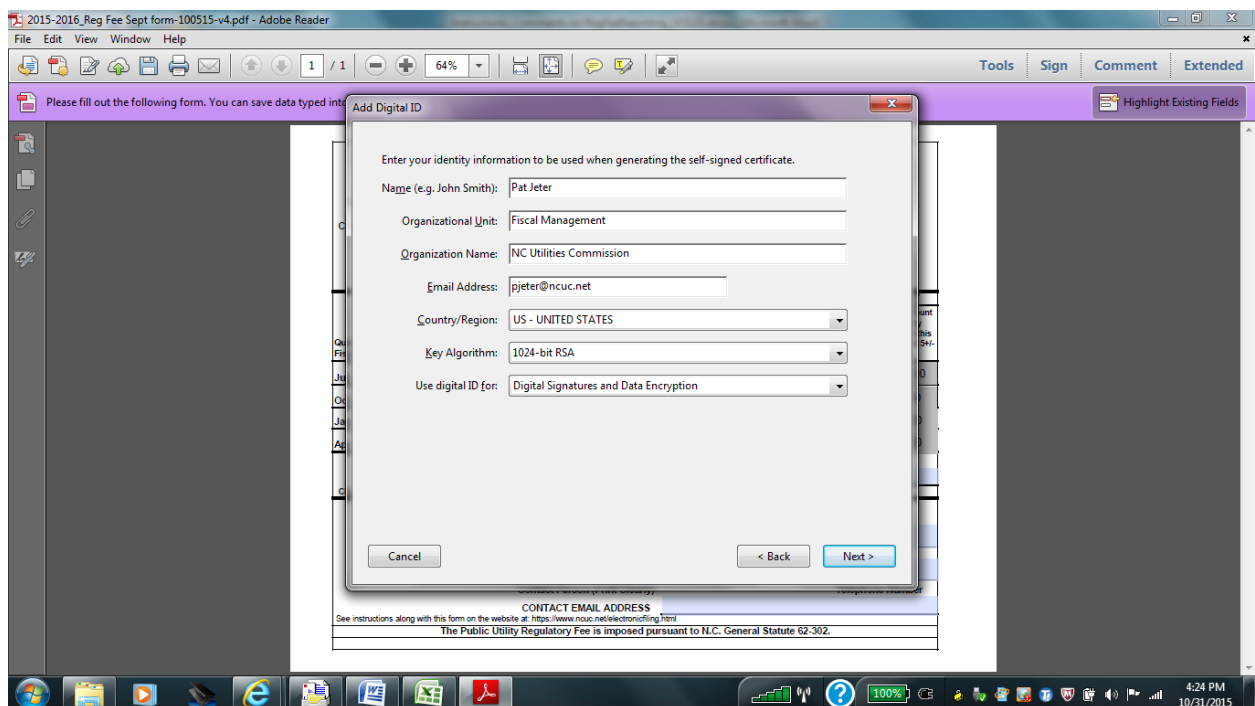 2015-2016_Reg Fee Sept form-100515-v4.pdf - Adobe Reader
File Edit View Window Help
1 / 1 64% Tools Sign Comment Extended
Please fill out the following form. You can save data typed into
Highlight Existing Fields
Add Digital ID
Enter your identity information to be used when generating the self-signed certificate.
Name (e.g. John Smith): Pat Jeter
Organizational Unit: Fiscal Management
Organization Name: NC Utilities Commission
Email Address: pjeter@ncuc.net
Country/Region: US - UNITED STATES
Key Algorithm: 1024-bit RSA
Use digital ID for: Digital Signatures and Data Encryption
Cancel < Back Next >
CONTACT EMAIL ADDRESS
See instructions along with this form on the website at: https://www.ncuc.net/electronicfiling.html
The Public Utility Regulatory Fee is imposed pursuant to N.C. General Statute 62-302.
100%
4:24 PM
10/31/2015